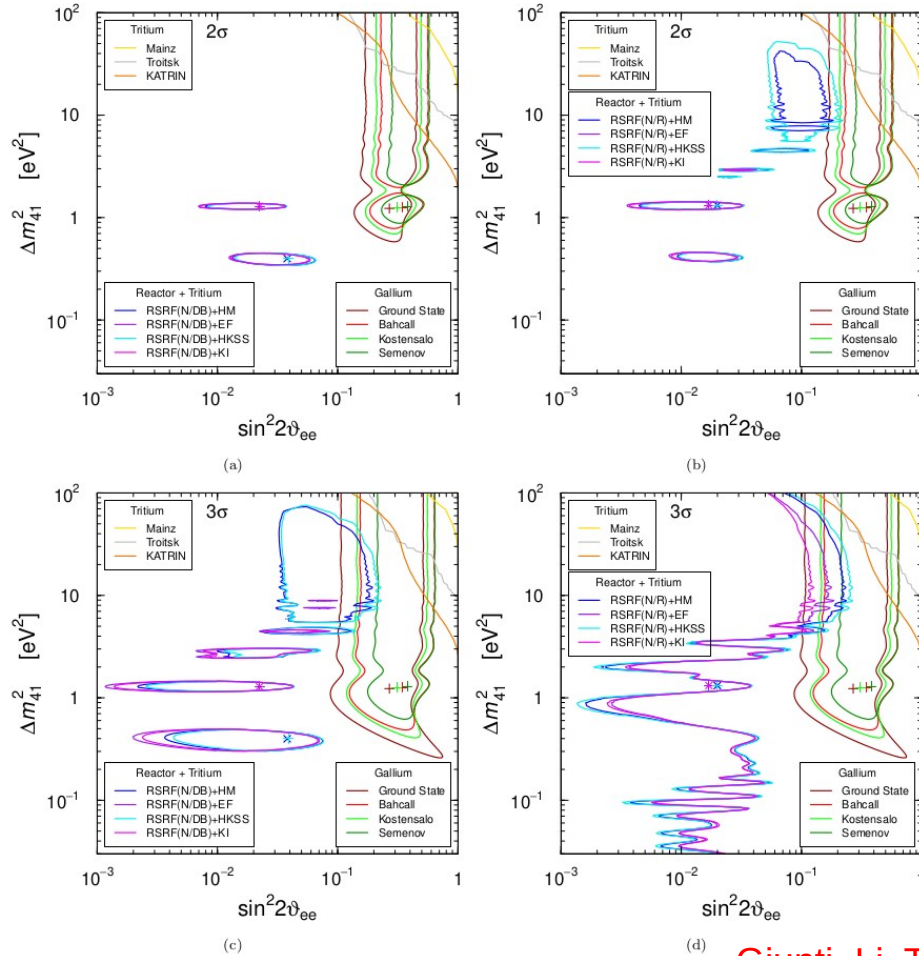 10² 10 1 10⁻¹
Δm²₄₁ [eV²]
Tritium
Mainz
Troitsk
KATRIN
2σ
Reactor + Tritium
RSRF(N/DB)+HM
RSRF(N/DB)+EF
RSRF(N/DB)+HKSS
RSRF(N/DB)+KI
Gallium
Ground State
Bahcall
Kostensalo
Semenov
10⁻³ 10⁻² 10⁻¹ 1
sin²2ϑee
(a)
10² 10 1 10⁻¹
Δm²₄₁ [eV²]
Tritium
Mainz
Troitsk
KATRIN
2σ
Reactor + Tritium
RSRF(N/R)+HM
RSRF(N/R)+EF
RSRF(N/R)+HKSS
RSRF(N/R)+KI
Gallium
Ground State
Bahcall
Kostensalo
Semenov
10⁻³ 10⁻² 10⁻¹ 1
sin²2ϑee
(b)
10² 10 1 10⁻¹
Δm²₄₁ [eV²]
Tritium
Mainz
Troitsk
KATRIN
3σ
Reactor + Tritium
RSRF(N/DB)+HM
RSRF(N/DB)+EF
RSRF(N/DB)+HKSS
RSRF(N/DB)+KI
Gallium
Ground State
Bahcall
Kostensalo
Semenov
10⁻³ 10⁻² 10⁻¹ 1
sin²2ϑee
(c)
10² 10 1 10⁻¹
Δm²₄₁ [eV²]
Tritium
Mainz
Troitsk
KATRIN
3σ
Reactor + Tritium
RSRF(N/R)+HM
RSRF(N/R)+EF
RSRF(N/R)+HKSS
RSRF(N/R)+KI
Gallium
Ground State
Bahcall
Kostensalo
Semenov
10⁻³ 10⁻² 10⁻¹ 1
sin²2ϑee
(d)